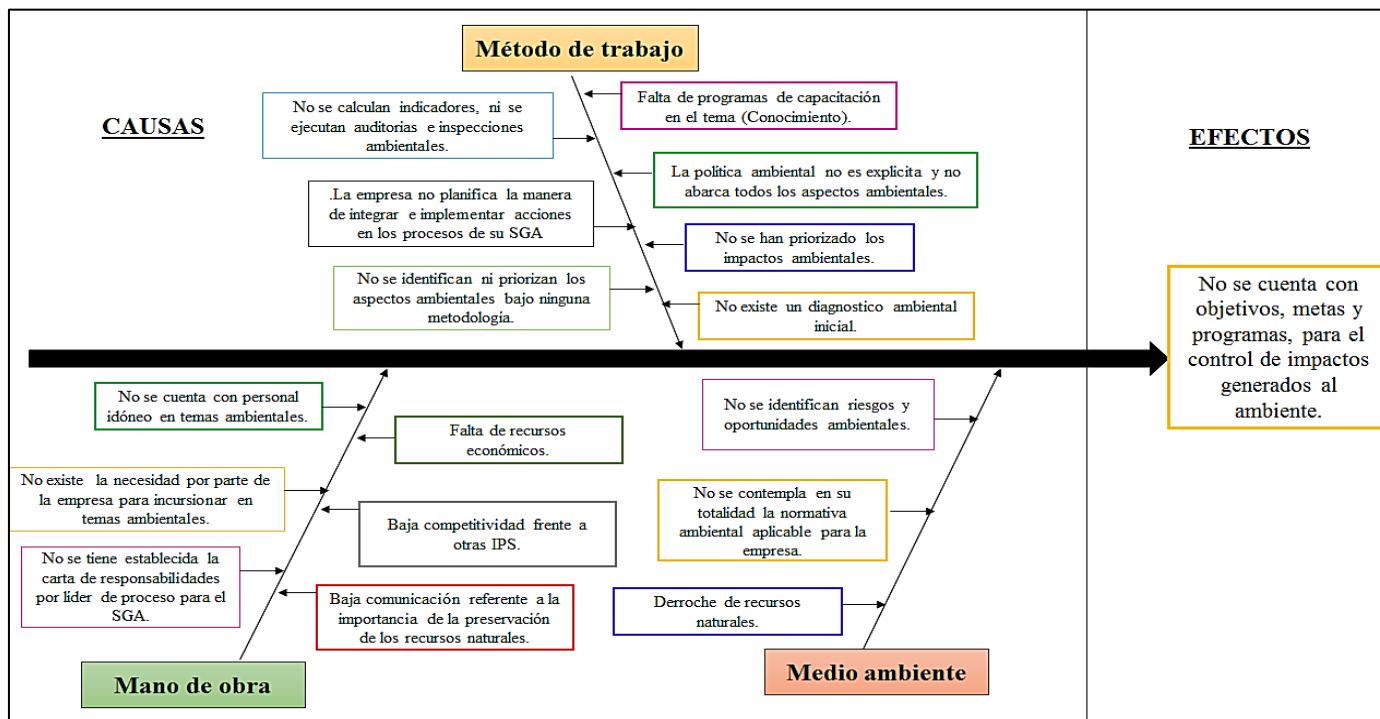 Método de trabajo
CAUSAS
EFECTOS
No se calculan indicadores, ni se
ejecutan auditorias e inspecciones
ambientales.
Falta de programas de capacitación
en el tema (Conocimiento).
La política ambiental no es explicita y no
abarca todos los aspectos ambientales.
.La empresa no planifica la manera
de integrar e implementar acciones
en los procesos de su SGA
No se han priorizado los
impactos ambientales.
No se identifican ni priorizan los
aspectos ambientales bajo ninguna
metodología.
No existe un diagnostico ambiental
inicial.
No se cuenta con
objetivos, metas y
programas, para el
control de impactos
generados al
ambiente.
No se cuenta con personal
idóneo en temas ambientales.
Falta de recursos
económicos.
No existe la necesidad por parte de
la empresa para incursionar en
temas ambientales.
Baja competitividad frente a
otras IPS.
No se tiene establecida la
carta de responsabilidades
por líder de proceso para el
SGA.
Baja comunicación referente a la
importancia de la preservación
de los recursos naturales.
Mano de obra
No se identifican riesgos y
oportunidades ambientales.
No se contempla en su
totalidad la normativa
ambiental aplicable para la
empresa.
Derroche de recursos
naturales.
Medio ambiente